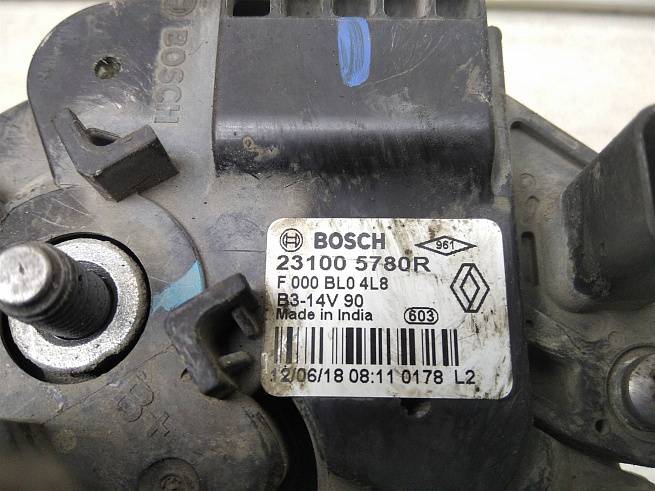 BOSCH
BOSCH
961
23100 5780R
F 000 BL0 4L8
B3-14V 90
Made in India
603
12/06/18 08:11 0178 L2
B+